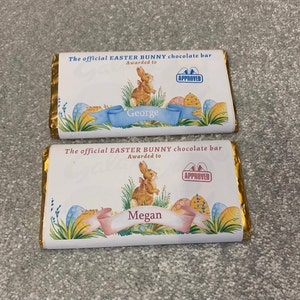 The official EASTER BUNNY chocolate bar
Awarded to
APPROVED
George
The official EASTER BUNNY chocolate bar
Awarded to
APPROVED
Megan